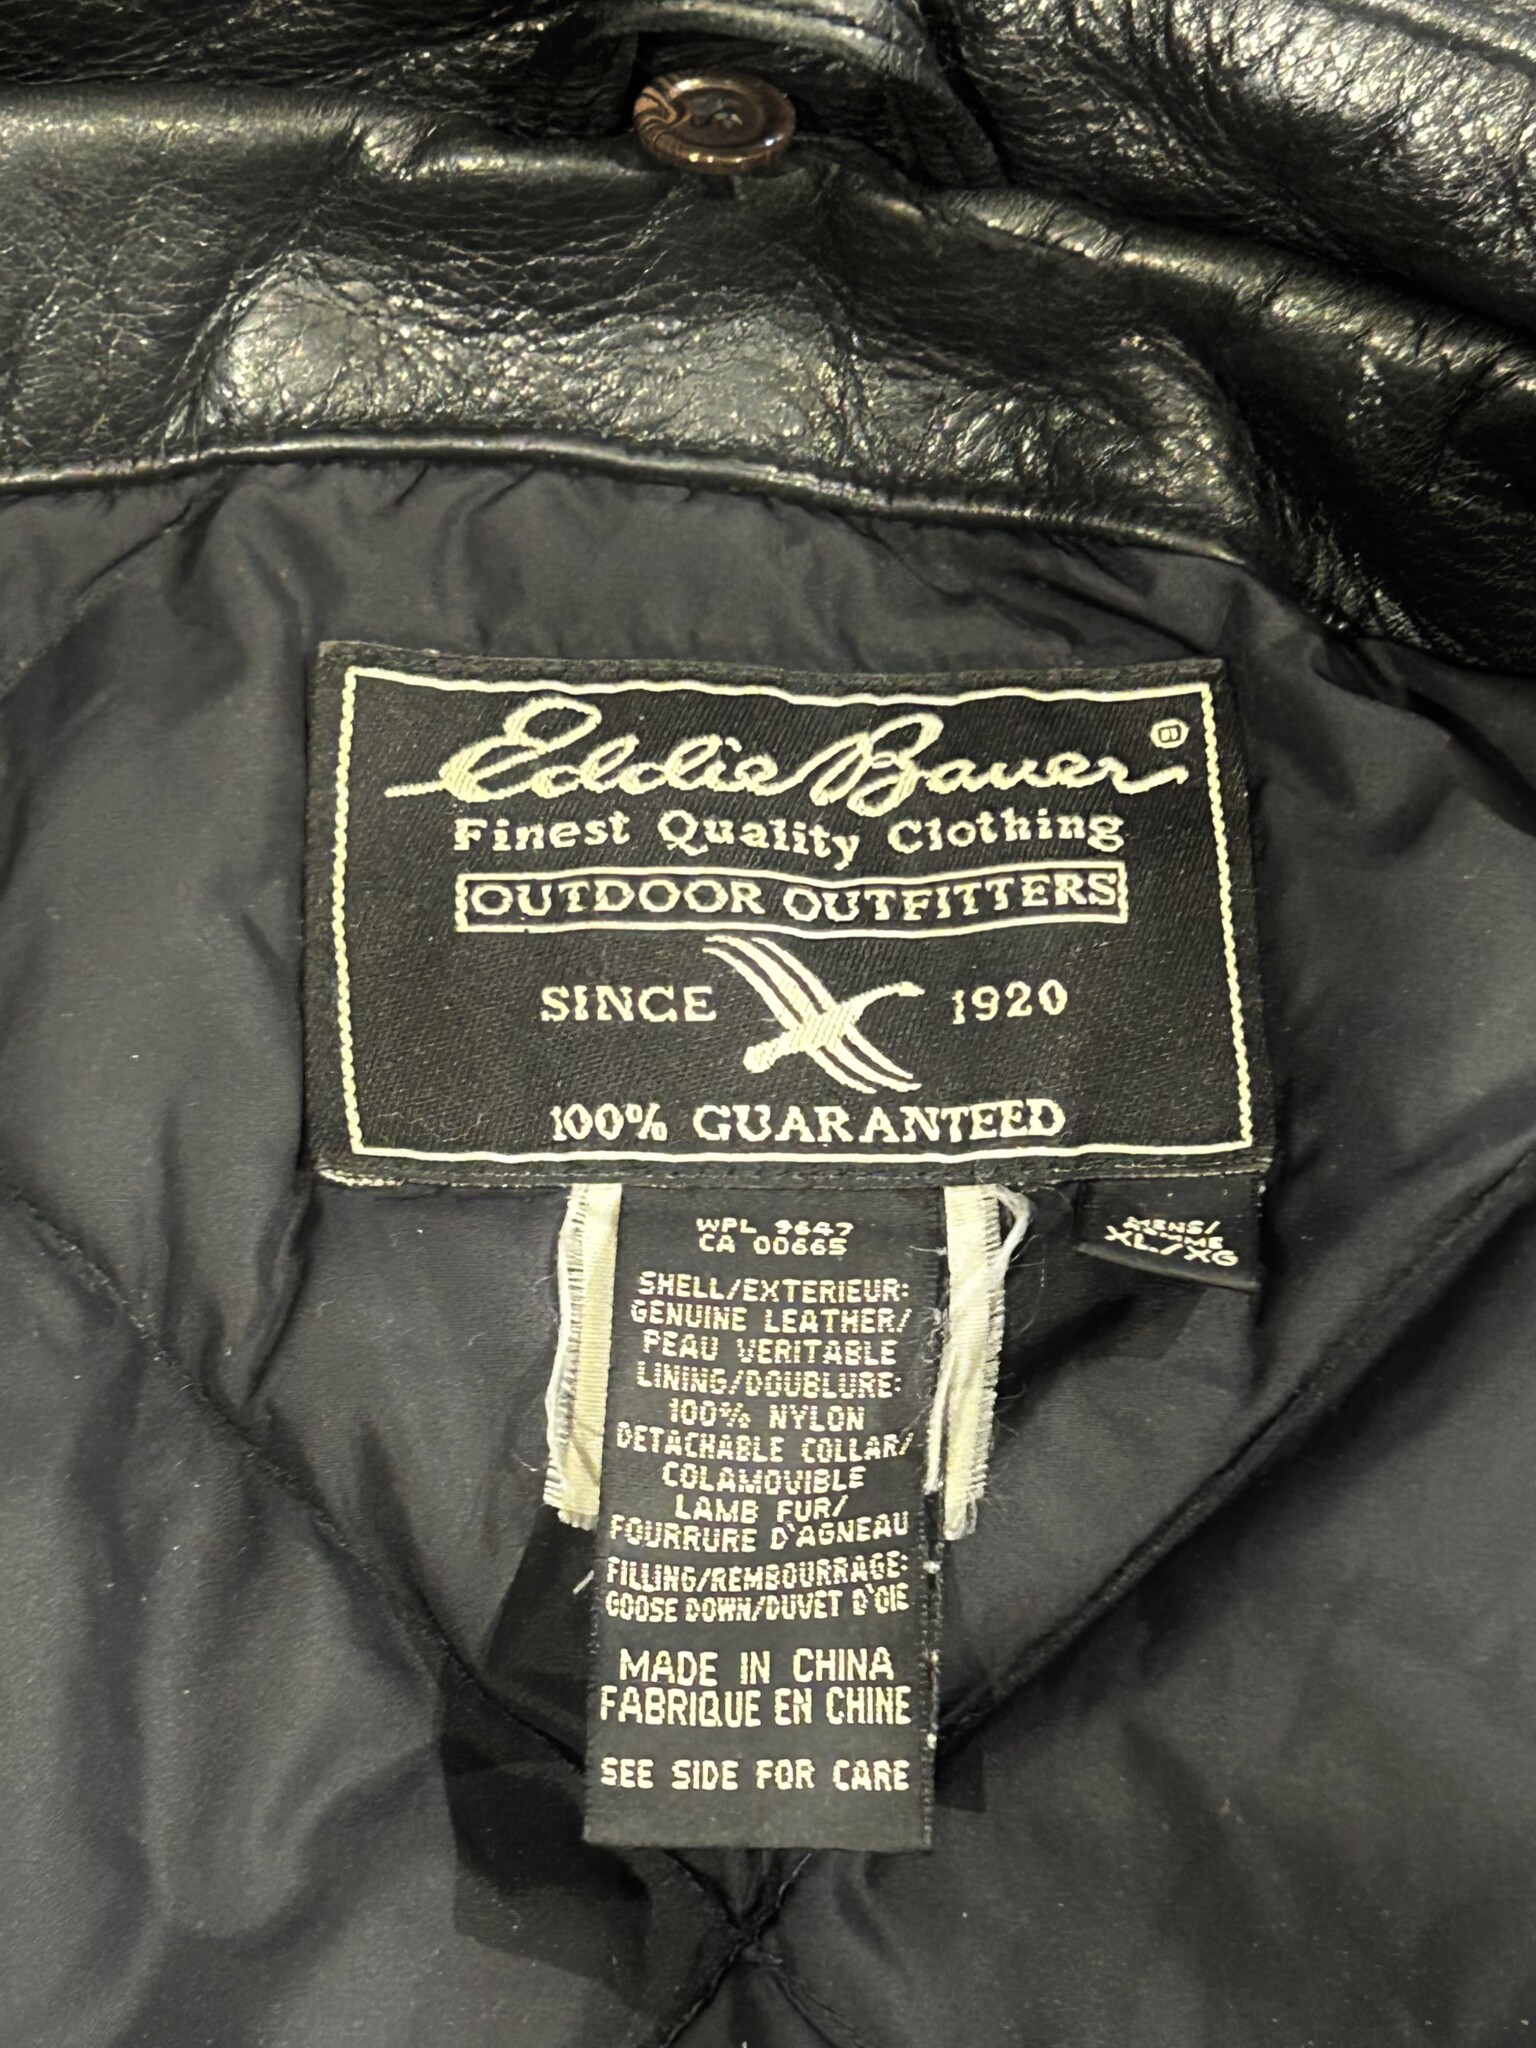 Eddie Bauer ®
Finest Quality Clothing
OUTDOOR OUTFITTERS
SINCE 1920
100% GUARANTEED
WPL 9647
CA 00665
SHELL/EXTERIEUR:
GENUINE LEATHER/
PEAU VERITABLE
LINING/DOUBLURE:
100% NYLON
DETACHABLE COLLAR/
COLAMOVIBLE
LAMB FUR/
FOURRURE D'AGNEAU
FILLING/REMBOURRAGE:
GOOSE DOWN/DUVET D'OIE
MADE IN CHINA
FABRIQUE EN CHINE
SEE SIDE FOR CARE
MENS/
HOMME
XL./XG